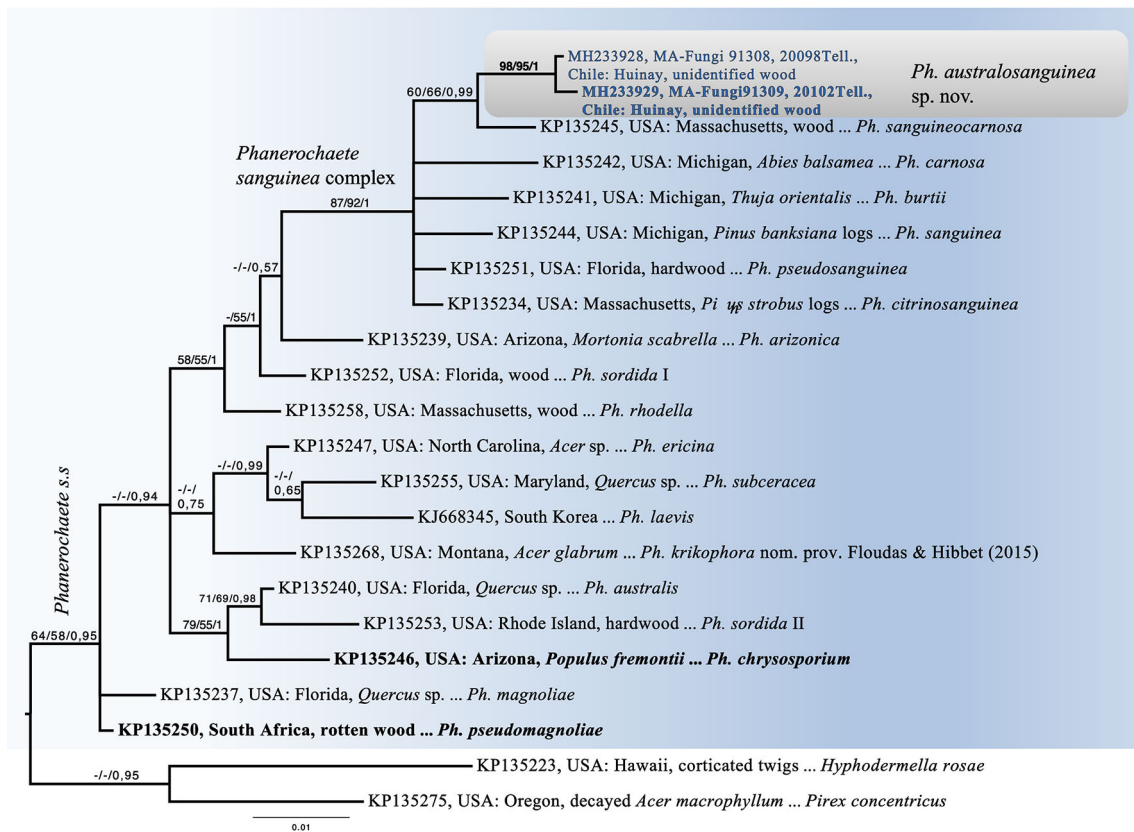 MH233928, MA-Fungi 91308, 20098Tell.,
Chile: Huinay, unidentified wood
98/95/1
Ph. australosanguinea
sp. nov.
MH233929, MA-Fungi91309, 20102Tell.,
Chile: Huinay, unidentified wood
60/66/0,99
KP135245, USA: Massachusetts, wood ... Ph. sanguineocarnosa
Phanerochaete
sanguinea complex
KP135242, USA: Michigan, Abies balsamea ... Ph. carnosa
87/92/1
KP135241, USA: Michigan, Thuja orientalis ... Ph. burtii
KP135244, USA: Michigan, Pinus banksiana logs ... Ph. sanguinea
-/-/0,57
KP135251, USA: Florida, hardwood ... Ph. pseudosanguinea
KP135234, USA: Massachusetts, strobus logs ... Ph. citrinosanguinea
-/55/1
KP135239, USA: Arizona, Mortonia scabrella ... Ph. arizonica
58/55/1
KP135252, USA: Florida, wood ... Ph. sordida I
KP135258, USA: Massachusetts, wood ... Ph. rhodella
Phanerochaete s.s
KP135247, USA: North Carolina, Acer sp. ... Ph. ericina
-/-/0,99
-/-/
0,65
KP135255, USA: Maryland, Quercus sp. ... Ph. subceracea
-/-/0,94
-/-/
0,75
KJ668345, South Korea ... Ph. laevis
KP135268, USA: Montana, Acer glabrum ... Ph. krikophora nom. prov. Floudas & Hibbet (2015)
KP135240, USA: Florida, Quercus sp. ... Ph. australis
71/69/0,98
KP135253, USA: Rhode Island, hardwood ... Ph. sordida II
79/55/1
64/58/0,95
KP135246, USA: Arizona, Populus fremontii ... Ph. chrysosporium
KP135237, USA: Florida, Quercus sp. ... Ph. magnoliae
KP135250, South Africa, rotten wood ... Ph. pseudomagnoliae
KP135223, USA: Hawaii, corticated twigs ... Hyphodermella rosae
-/-/0,95
KP135275, USA: Oregon, decayed Acer macrophyllum ... Pirex concentricus
0.01